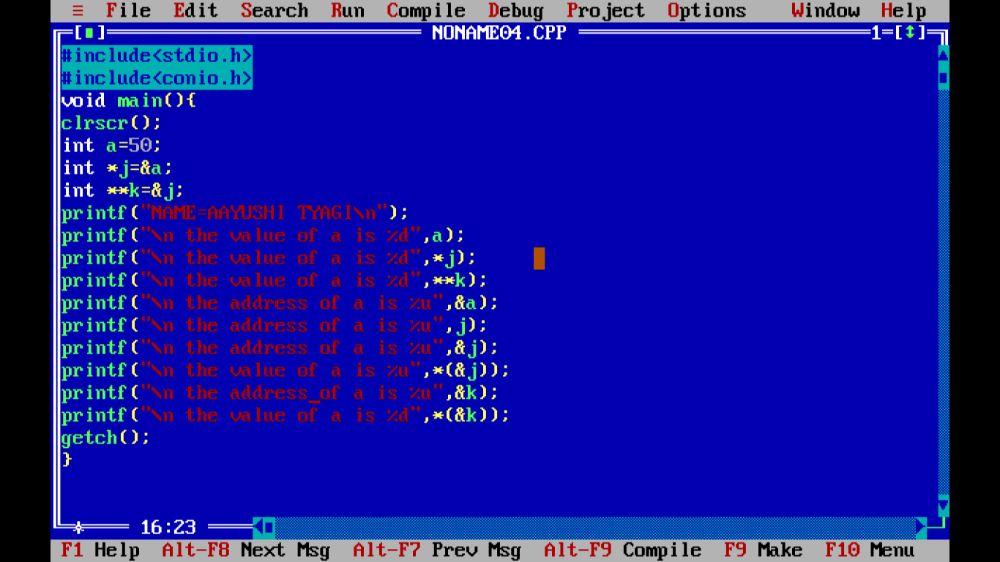 ≡ File Edit Search Run Compile Debug Project Options Window Help
[■] NONAME04.CPP 1=[↕]
#include<stdio.h>
#include<conio.h>
void main(){
clrscr();
int a=50;
int *j=&a;
int **k=&j;
printf("NAME=AAYUSHI TYAGI\n");
printf("\n the value of a is %d",a);
printf("\n the value of a is %d",*j);
printf("\n the value of a is %d",**k);
printf("\n the address of a is %u",&a);
printf("\n the address of a is %u",j);
printf("\n the address of a is %u",&j);
printf("\n the value of a is %u",*(&j));
printf("\n the address of a is %u",&k);
printf("\n the value of a is %d",*(&k));
getch();
}
16:23
F1 Help Alt-F8 Next Msg Alt-F7 Prev Msg Alt-F9 Compile F9 Make F10 Menu